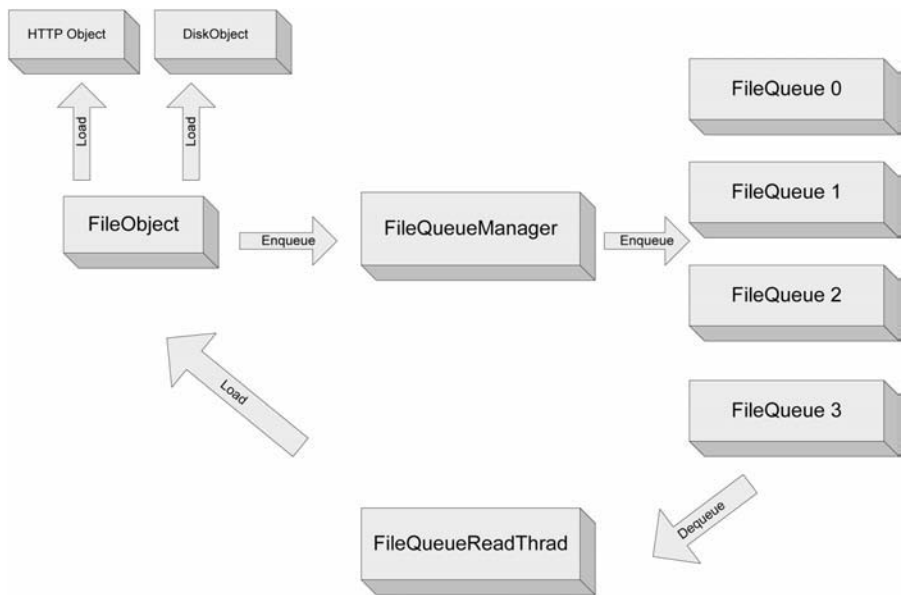 HTTP Object
DiskObject
Load
Load
FileObject
Enqueue
FileQueueManager
Enqueue
FileQueue 0
FileQueue 1
FileQueue 2
FileQueue 3
Load
Dequeue
FileQueueReadThrad